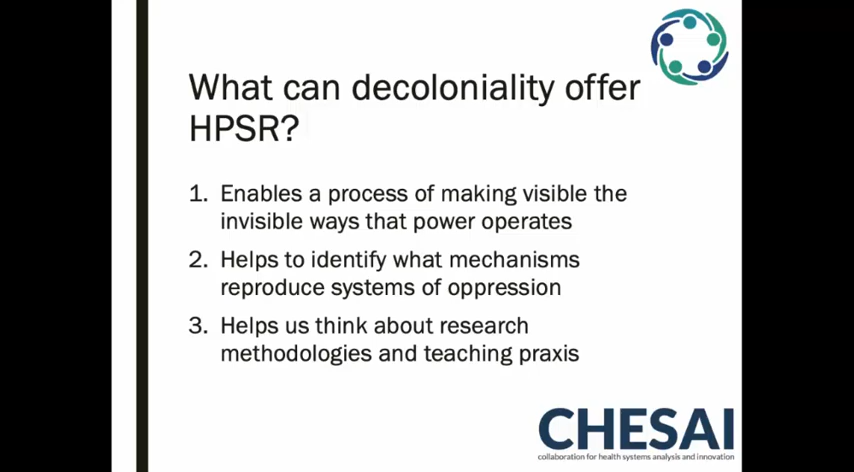 What can decoloniality offer
HPSR?
1. Enables a process of making visible the
invisible ways that power operates
2. Helps to identify what mechanisms
reproduce systems of oppression
3. Helps us think about research
methodologies and teaching praxis
CHESAI
collaboration for health systems analysis and innovation